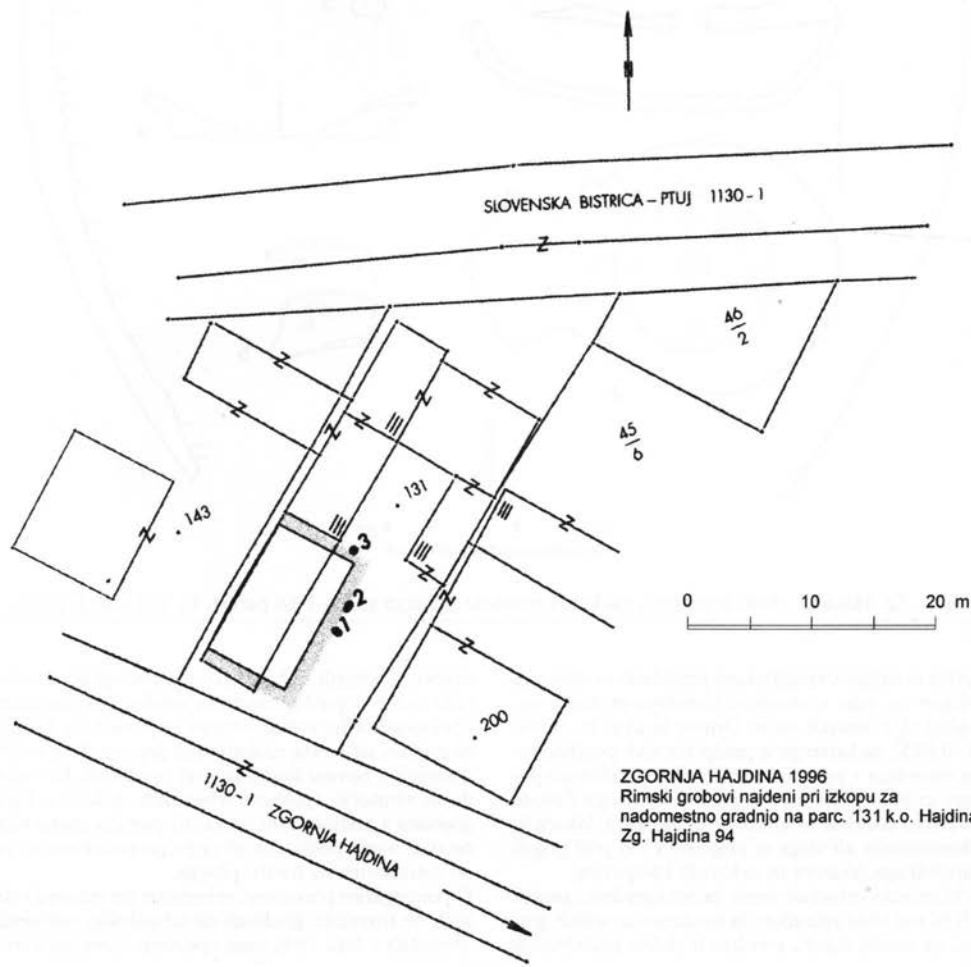 SLOVENSKA BISTRICA – PTUJ 1130 - 1
Z
46
2
45
6
Z
Z
Z
Z
Z
Z
Z
Z
Z
131
143
3
2
1
Z
Z
Z
200
0 10 20 m
ZGORNJA HAJDINA 1996
Rimski grobovi najdeni pri izkopu za
nadomestno gradnjo na parc. 131 k.o. Hajdina
Zg. Hajdina 94
Z
1130 - 1
ZGORNJA HAJDINA